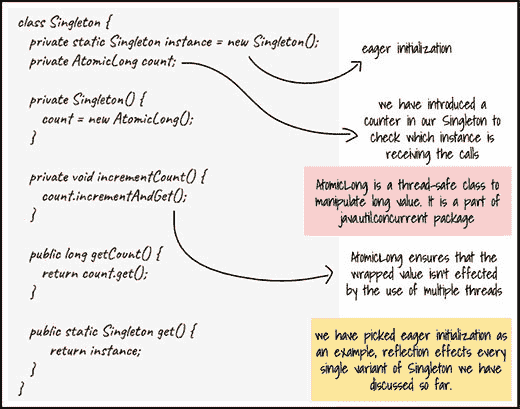 class Singleton {
private static Singleton instance = new Singleton();
private AtomicLong count;
private Singleton() {
count = new AtomicLong();
}
private void incrementCount() {
count.incrementAndGet();
}
public long getCount() {
return count.get();
}
public static Singleton get() {
return instance;
}
}
eager initialization
we have introduced a
counter in our Singleton to
check which instance is
receiving the calls
AtomicLong is a thread-safe class to
manipulate long value. It is a part of
java.util.concurrent package
AtomicLong ensures that the
wrapped value isn't effected
by the use of multiple threads
we have picked eager initialization as
an example, reflection effects every
single variant of Singleton we have
discussed so far.